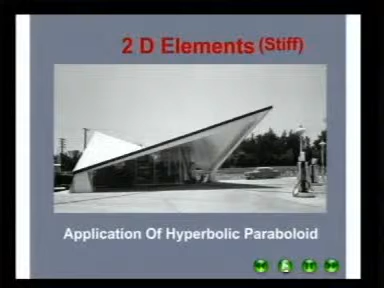 2 D Elements (Stiff)
Application Of Hyperbolic Paraboloid